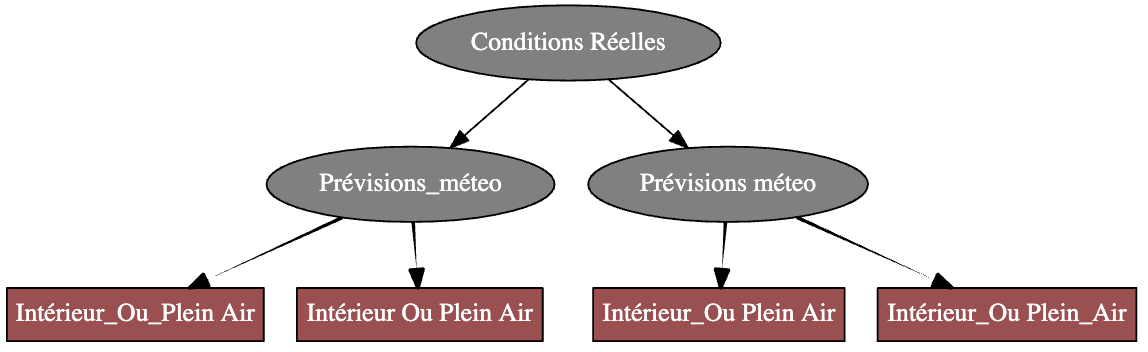 Conditions Réelles
Prévisions_méteo
Prévisions méteo
Intérieur_Ou_Plein Air
Intérieur Ou Plein Air
Intérieur_Ou Plein Air
Intérieur_Ou Plein_Air